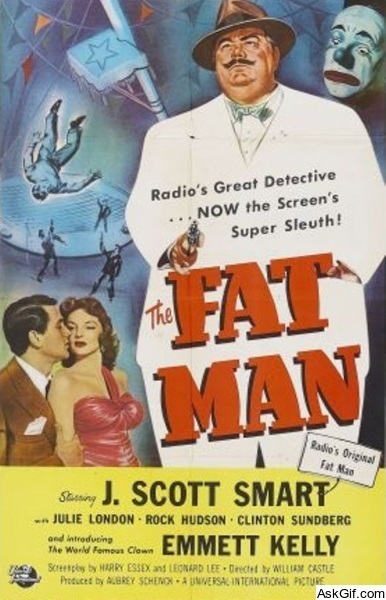 Radio's Great Detective
...NOW the Screen's
Super Sleuth!
The FAT
MAN
Radio's Original
Fat Man
Starring J. SCOTT SMART
with JULIE LONDON · ROCK HUDSON · CLINTON SUNDBERG
and introducing
The World Famous Clown EMMETT KELLY
Screenplay by HARRY ESSEX and LEONARD LEE · Directed by WILLIAM CASTLE
Produced by AUBREY SCHENCK · A UNIVERSAL-INTERNATIONAL PICTURE
AskGif.com